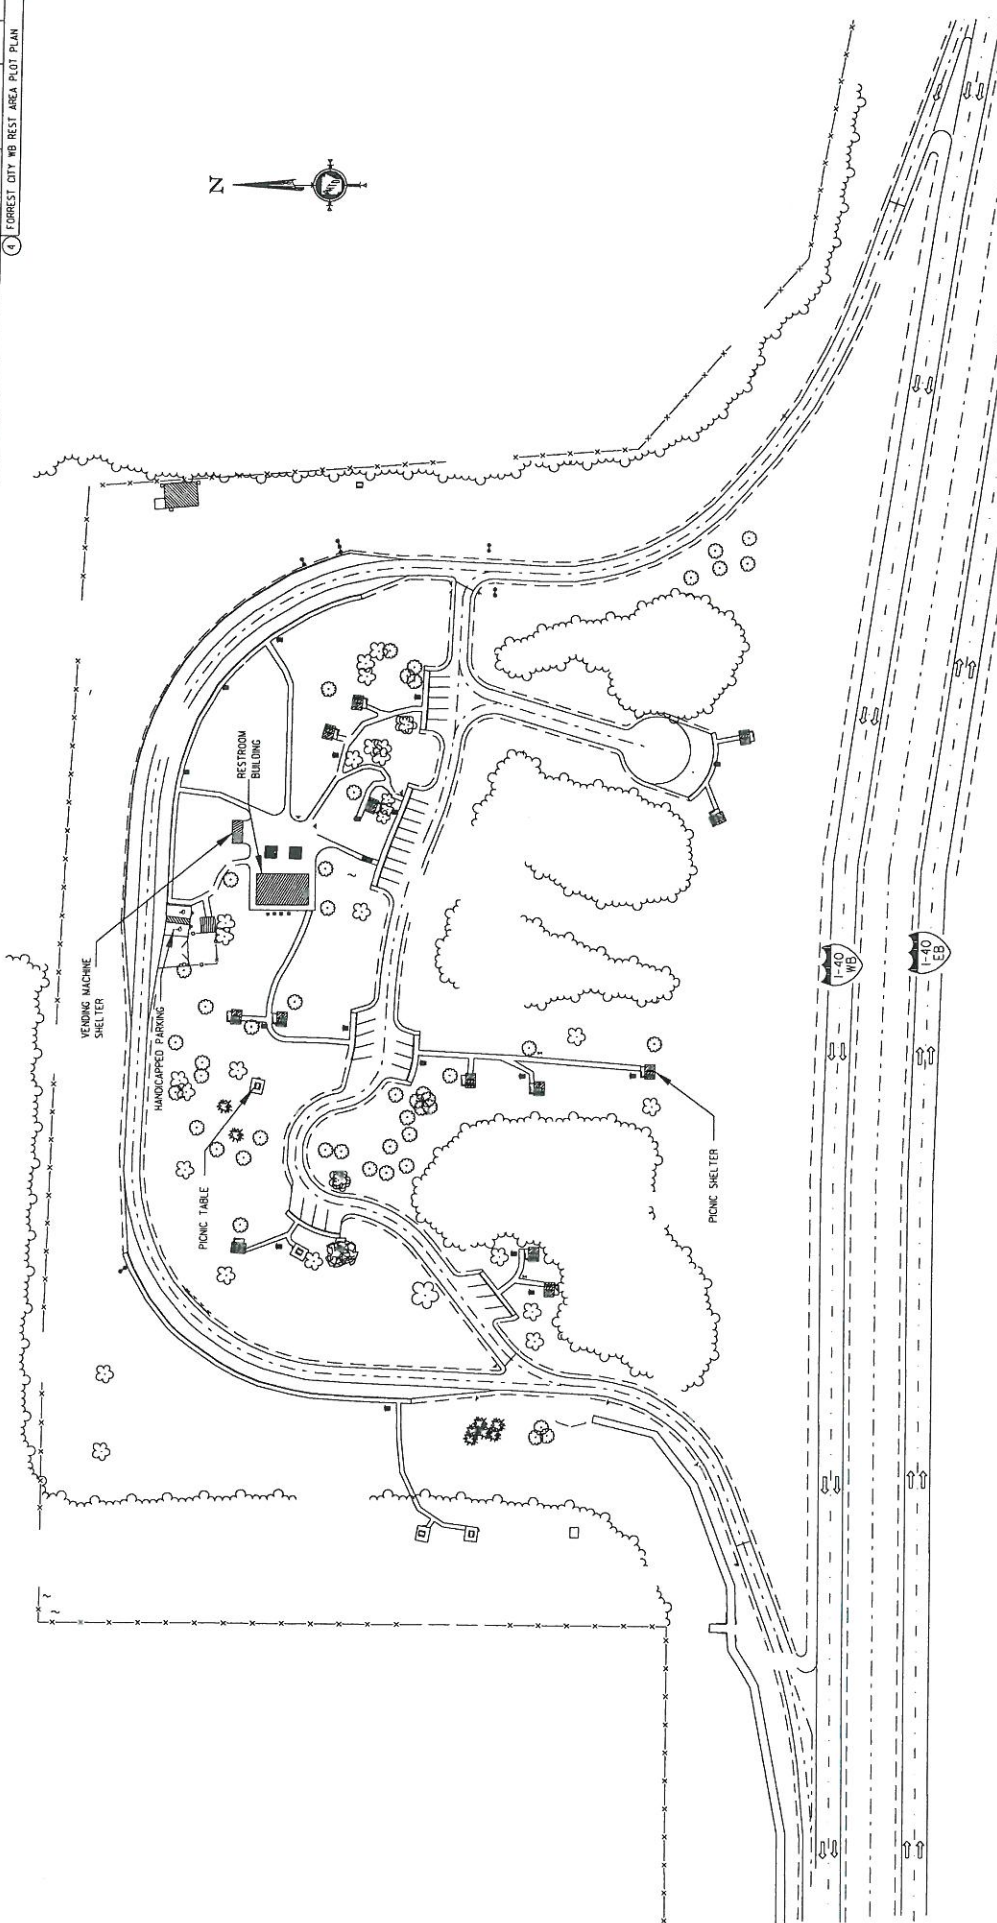 ④ FORREST CITY WB REST AREA PLOT PLAN
N
VENDING MACHINE
SHELTER
RESTROOM
BUILDING
HANDICAPPED PARKING
PICNIC TABLE
PICNIC SHELTER
I-40
WB
I-40
EB